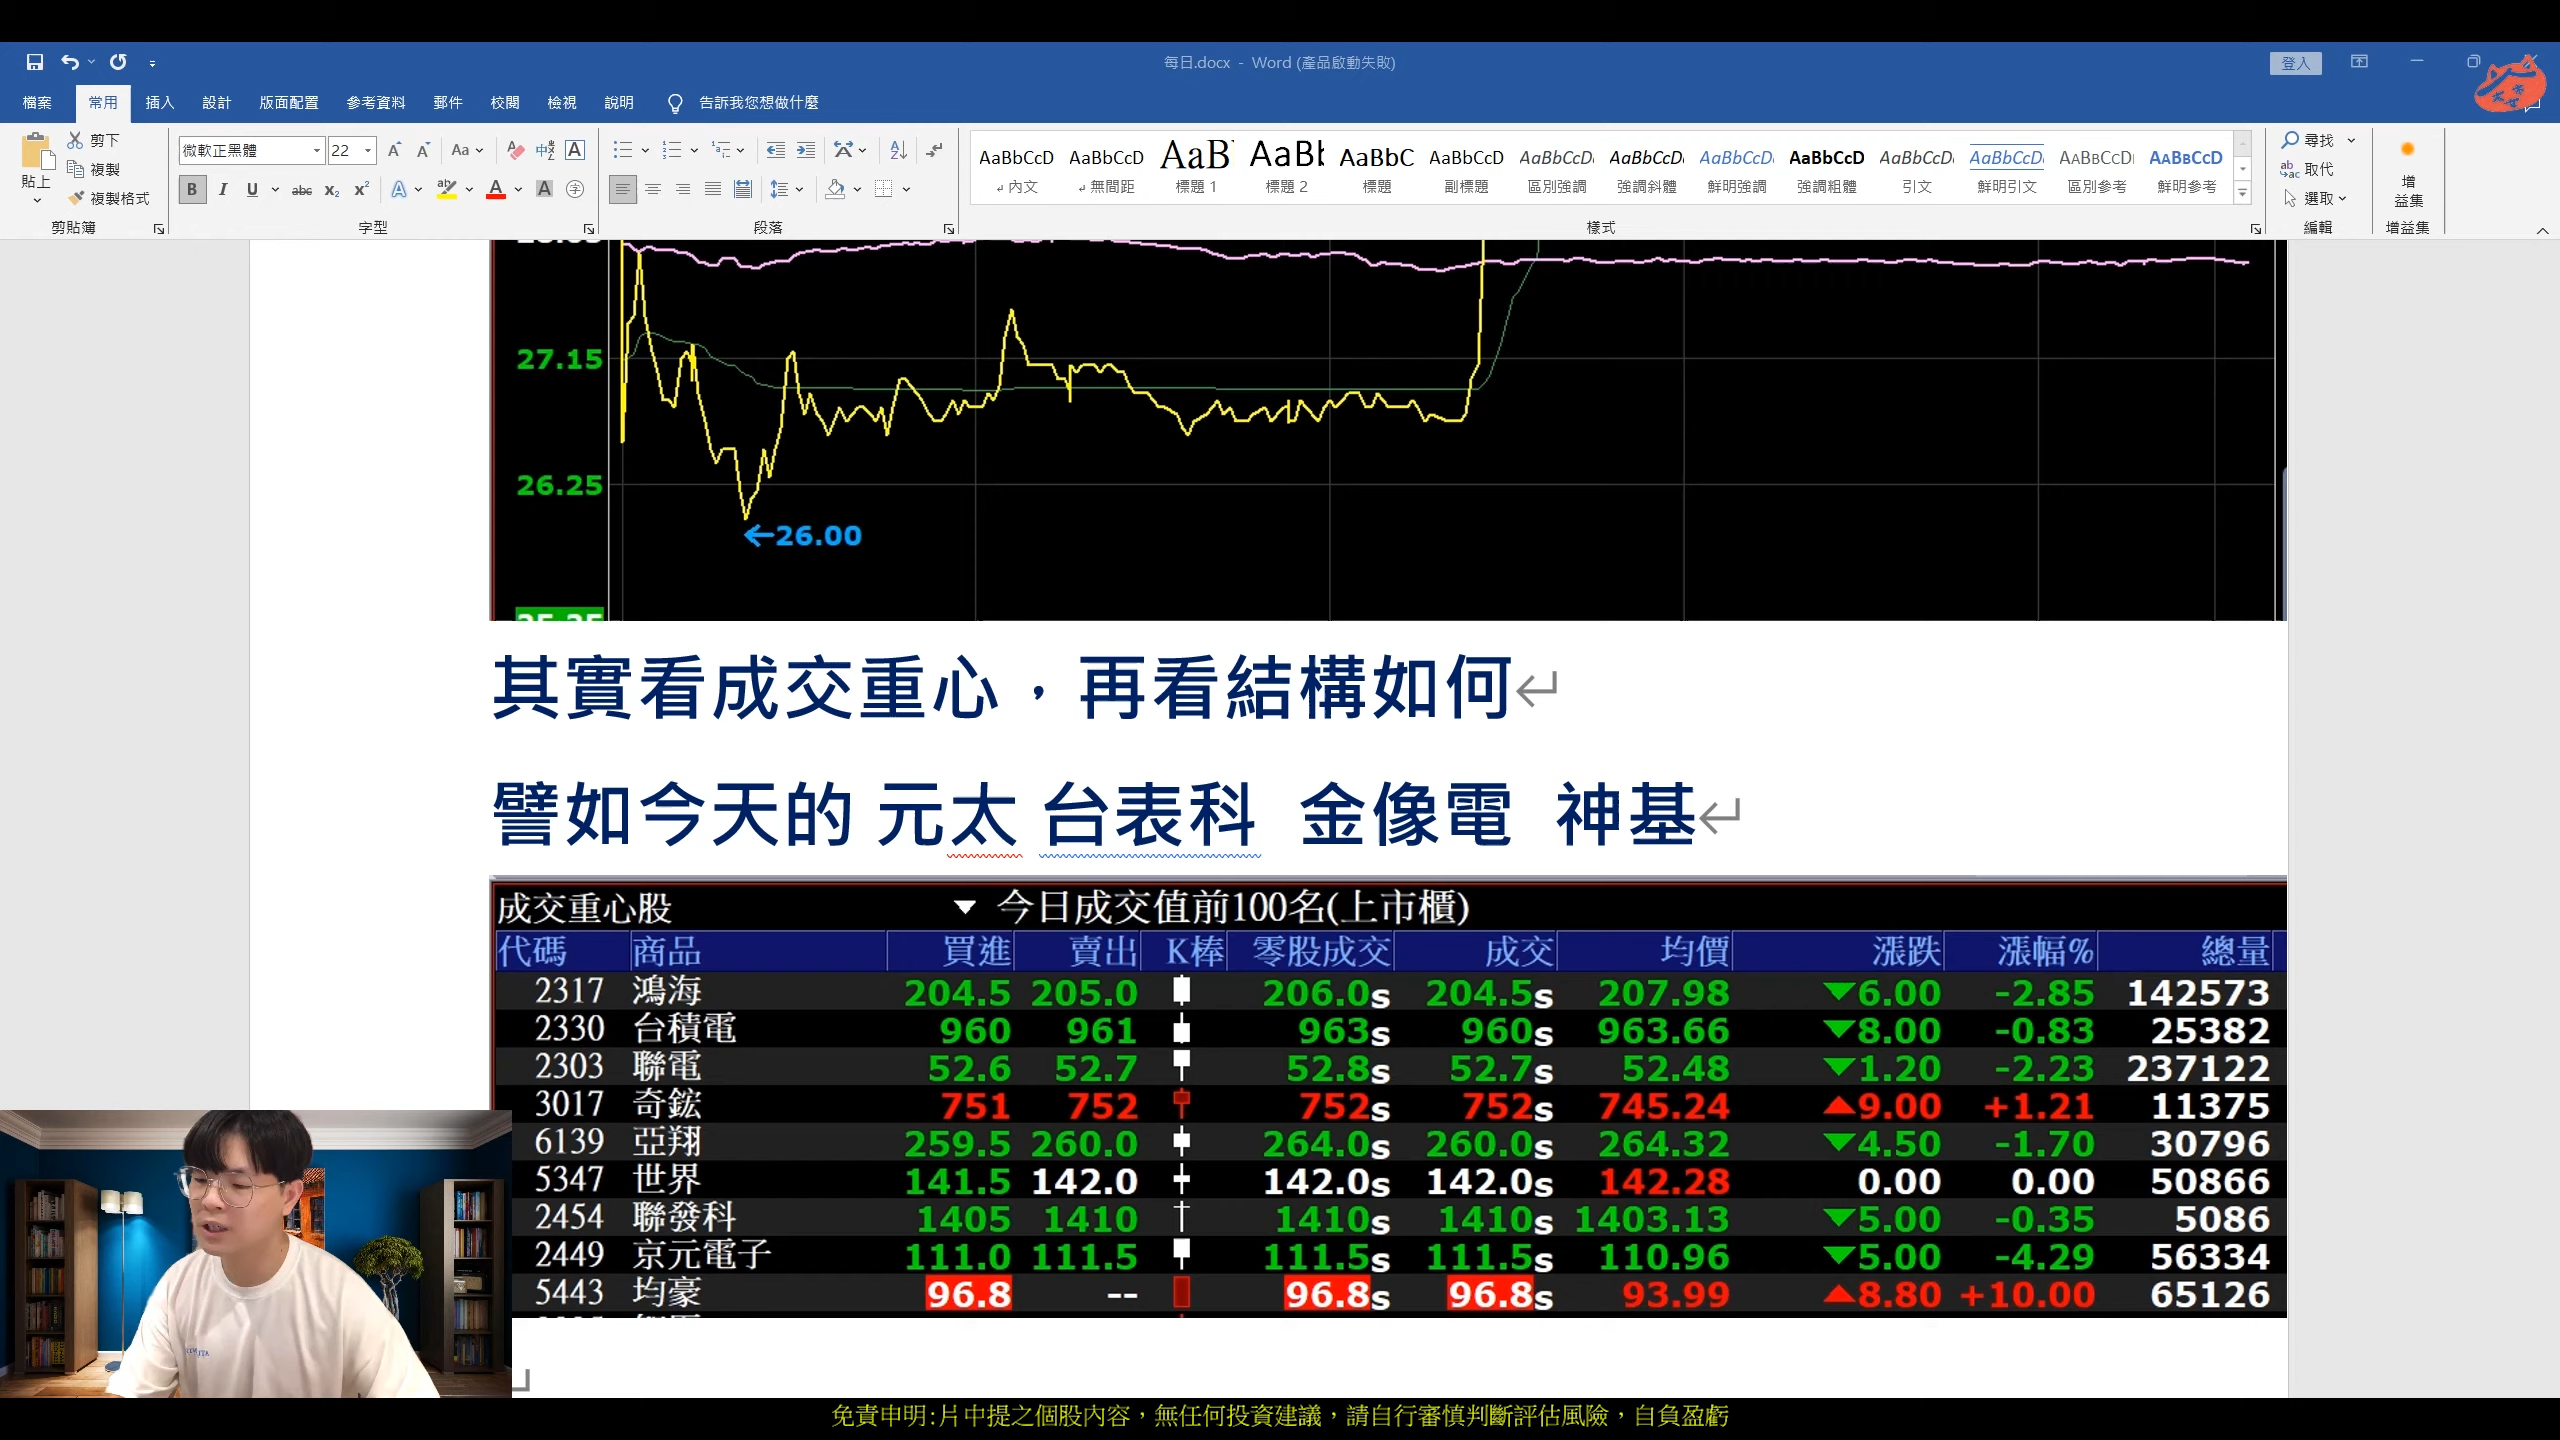 每日.docx - Word (產品啟動失敗)
登入
檔案 常用 插入 設計 版面配置 參考資料 郵件 校閱 檢視 說明 告訴我您想做什麼
貼上
剪下
複製
複製格式
剪貼簿
微軟正黑體 22
字型
段落
AaBbCcD AaBbCcD AaB AaBb AaBbC AaBbCcD AaBbCcD AaBbCcD AaBbCcD AaBbCcD AaBbCcD AaBbCcD AaBbCcD AaBbCcD
內文 無間距 標題 1 標題 2 標題 副標題 區別強調 強調斜體 鮮明強調 強調粗體 引文 鮮明引文 區別參考 鮮明參考
樣式
尋找
取代
選取
編輯
增
益集
增益集
27.15
26.25
←26.00
其實看成交重心，再看結構如何
譬如今天的 元太 台表科 金像電 神基
成交重心股 ▼ 今日成交值前100名(上市櫃)
代碼 商品 買進 賣出 K棒 零股成交 成交 均價 漲跌 漲幅% 總量
2317 鴻海 204.5 205.0 206.0s 204.5s 207.98 ▼6.00 -2.85 142573
2330 台積電 960 961 963s 960s 963.66 ▼8.00 -0.83 25382
2303 聯電 52.6 52.7 52.8s 52.7s 52.48 ▼1.20 -2.23 237122
3017 奇鋐 751 752 752s 752s 745.24 ▲9.00 +1.21 11375
6139 亞翔 259.5 260.0 264.0s 260.0s 264.32 ▼4.50 -1.70 30796
5347 世界 141.5 142.0 142.0s 142.0s 142.28 0.00 0.00 50866
2454 聯發科 1405 1410 1410s 1410s 1403.13 ▼5.00 -0.35 5086
2449 京元電子 111.0 111.5 111.5s 111.5s 110.96 ▼5.00 -4.29 56334
5443 均豪 96.8 -- 96.8s 96.8s 93.99 ▲8.80 +10.00 65126
免責申明:片中提之個股內容，無任何投資建議，請自行審慎判斷評估風險，自負盈虧